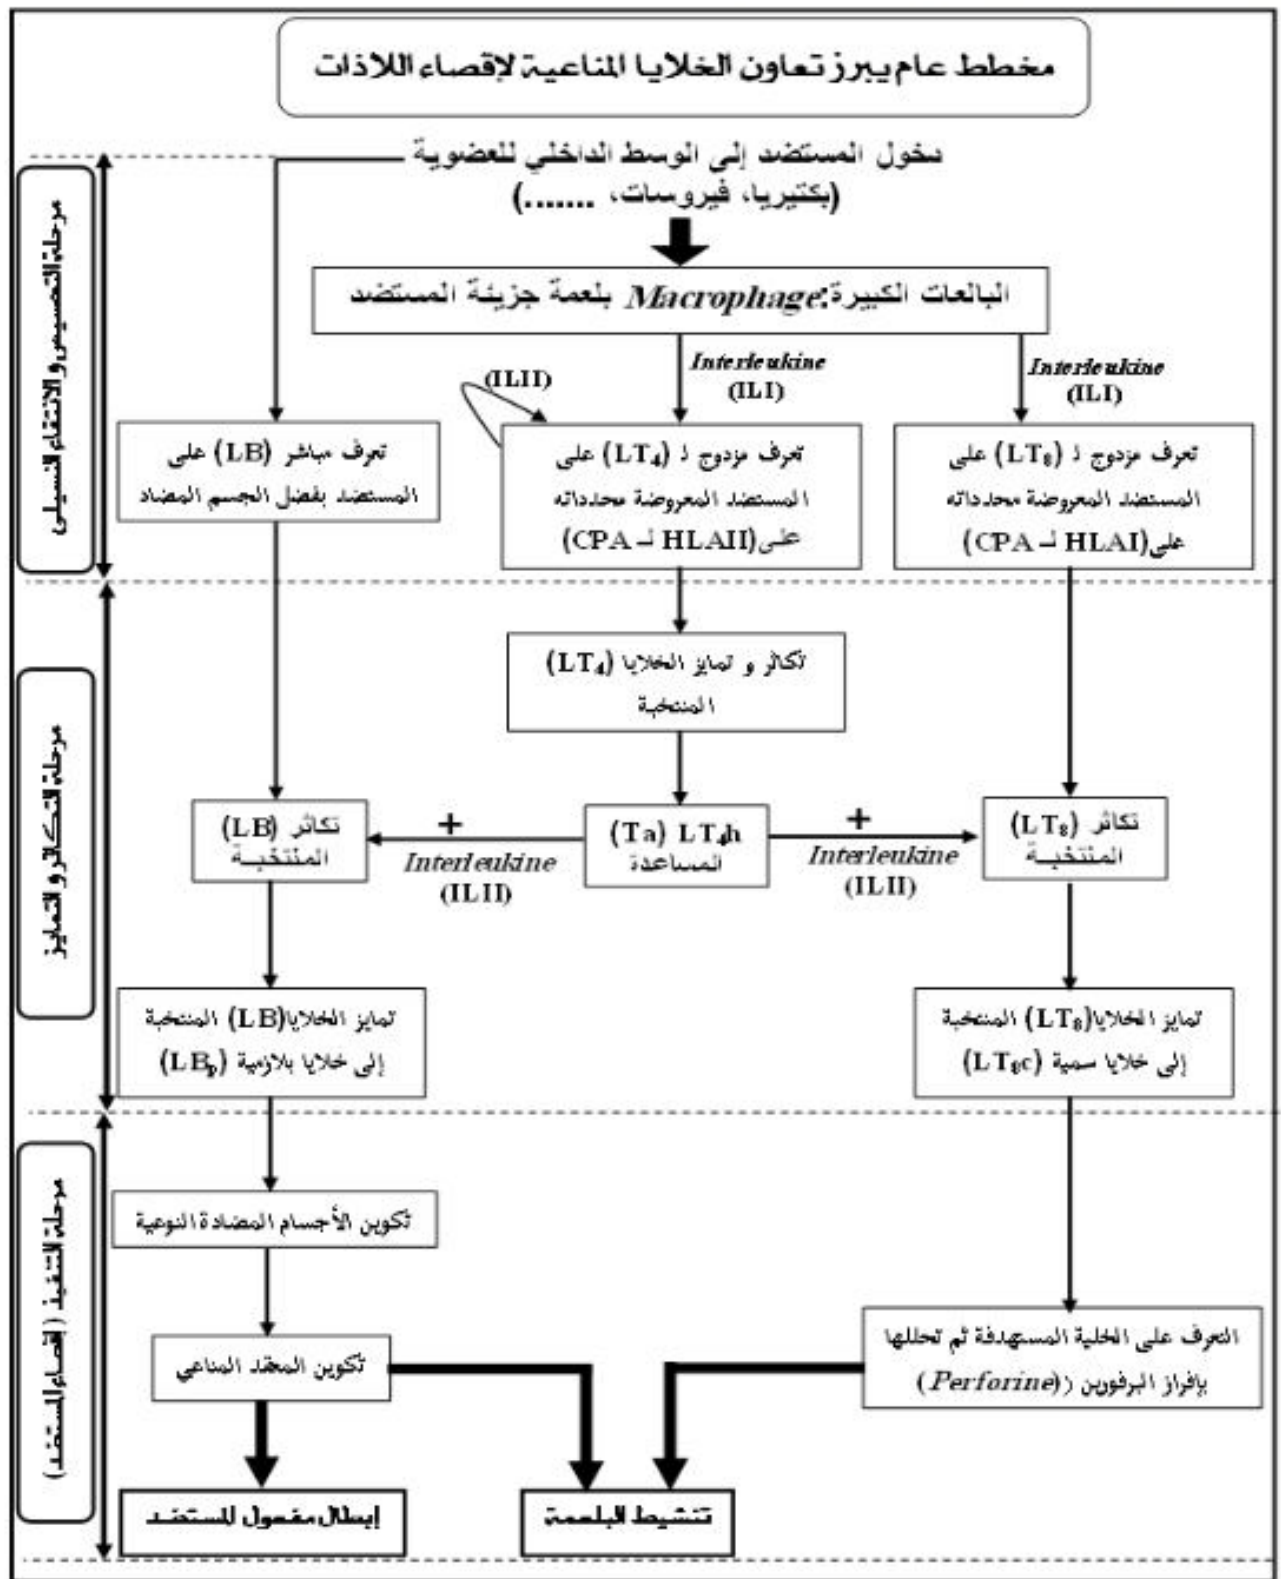 مخطط عام يبرز تعاون الخلايا المناعية لإقصاء اللاذات
دخول المستضد إلى الوسط الداخلي للعضوية
(بكتيريا، فيروسات، .......)
البالعات الكبيرة:Macrophage بلعمة جزيئة المستضد
مرحلة التحسيس و الانتقاء النسيلي
(ILII)
Interleukine
(ILI)
Interleukine
(ILI)
تعرف مزدوج لـ (LT8) على
المستضد المعروضة محدداته
على(HLAI لـ CPA)
تعرف مزدوج لـ (LT4) على
المستضد المعروضة محدداته
على(HLAII لـ CPA)
تعرف مباشر (LB) على
المستضد بفضل الجسم المضاد
مرحلة التكاثر و التمايز
تكاثر و تمايز الخلايا (LT4)
المنتخبة
تكاثر (LT8)
المنتخبة
+
Interleukine
(ILII)
(Ta) LT4h
المساعدة
+
Interleukine
(ILII)
تكاثر (LB)
المنتخبة
تمايز الخلايا(LT8) المنتخبة
إلى خلايا سمية (LT8c)
تمايز الخلايا(LB) المنتخبة
إلى خلايا بلازمية (LBp)
مرحلة التنفيذ (إقصاء المستضد)
تكوين الأجسام المضادة النوعية
التعرف على الخلية المستهدفة ثم تحللها
بإفراز البرفورين ((Perforine)
تكوين المعقد المناعي
تنشيط البلعمة
إبطال مفعول المستضد